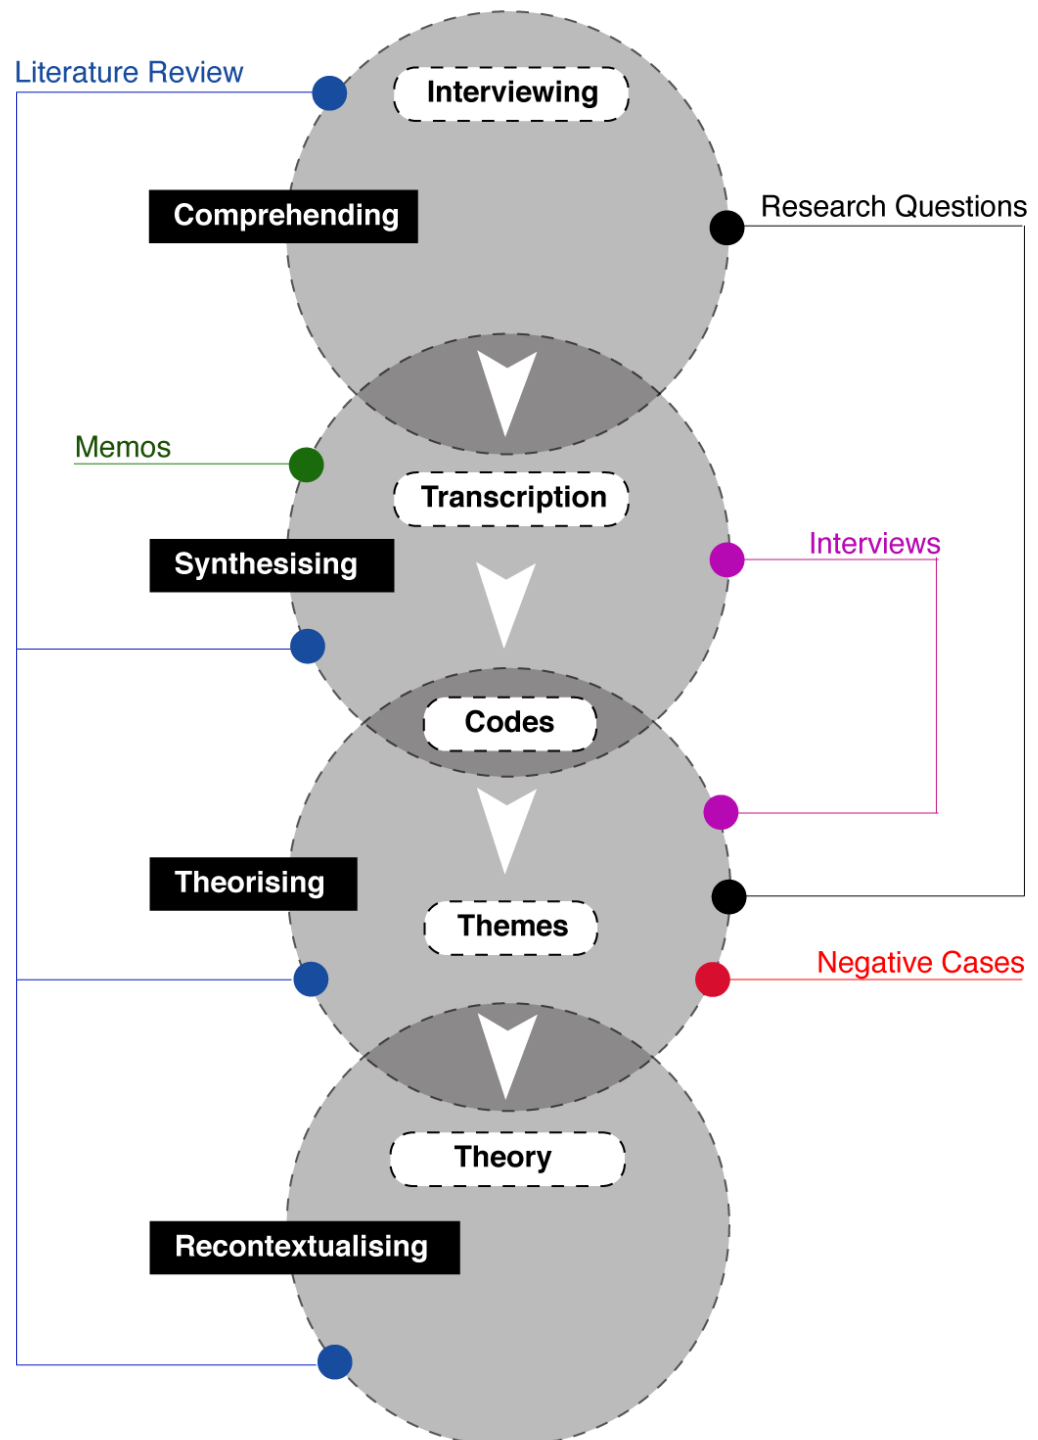 Literature Review
Interviewing
Comprehending
Research Questions
Memos
Transcription
Interviews
Synthesising
Codes
Theorising
Themes
Negative Cases
Theory
Recontextualising